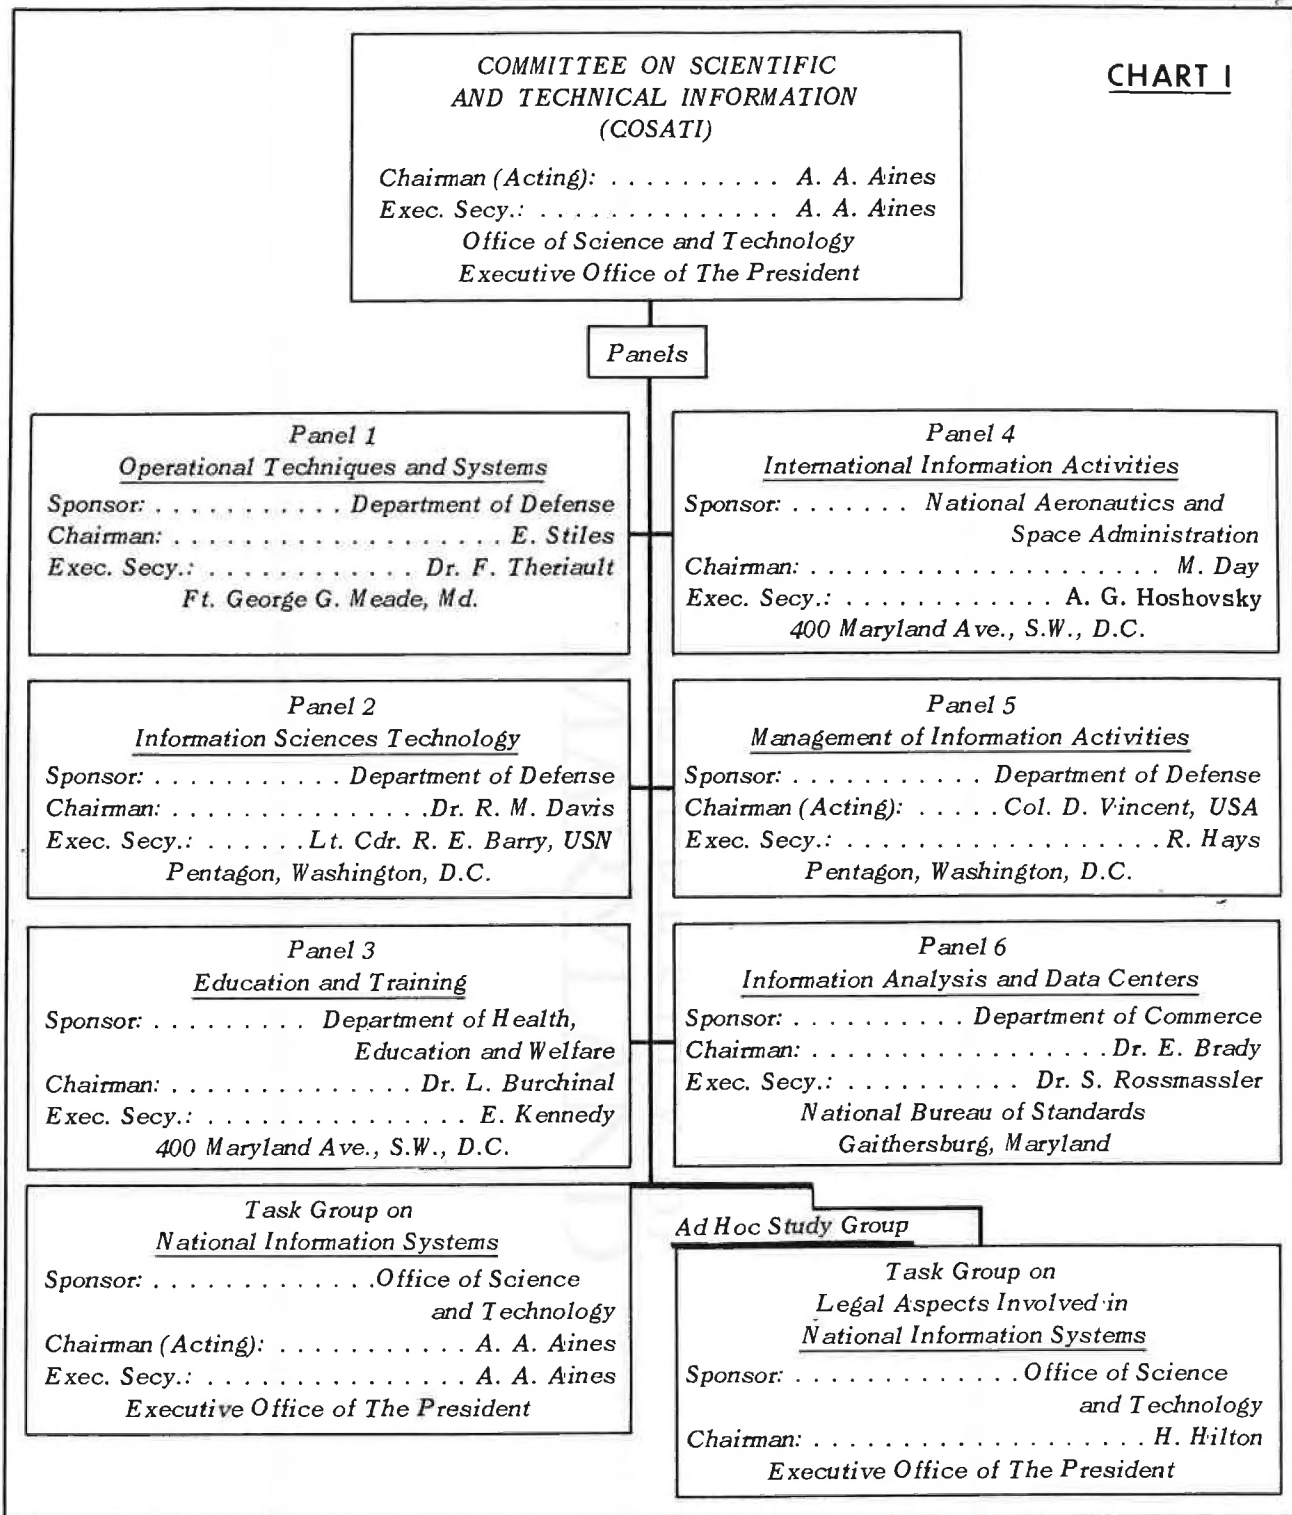 CHART I
COMMITTEE ON SCIENTIFIC
AND TECHNICAL INFORMATION
(COSATI)
Chairman (Acting): . . . . . . . . . . A. A. Aines
Exec. Secy.: . . . . . . . . . . . . . . A. A. Aines
Office of Science and Technology
Executive Office of The President
Panels
Panel 1
Operational Techniques and Systems
Sponsor: . . . . . . . . . . . Department of Defense
Chairman: . . . . . . . . . . . . . . . . . . . E. Stiles
Exec. Secy.: . . . . . . . . . . . . Dr. F. Theriault
Ft. George G. Meade, Md.
Panel 2
Information Sciences Technology
Sponsor: . . . . . . . . . . . Department of Defense
Chairman: . . . . . . . . . . . . . . . Dr. R. M. Davis
Exec. Secy.: . . . . . . Lt. Cdr. R. E. Barry, USN
Pentagon, Washington, D.C.
Panel 3
Education and Training
Sponsor: . . . . . . . . . Department of Health,
Education and Welfare
Chairman: . . . . . . . . . . . . . . Dr. L. Burchinal
Exec. Secy.: . . . . . . . . . . . . . . . E. Kennedy
400 Maryland Ave., S.W., D.C.
Panel 4
International Information Activities
Sponsor: . . . . . . . National Aeronautics and
Space Administration
Chairman: . . . . . . . . . . . . . . . . . . . . . M. Day
Exec. Secy.: . . . . . . . . . . . . . A. G. Hoshovsky
400 Maryland Ave., S.W., D.C.
Panel 5
Management of Information Activities
Sponsor: . . . . . . . . . . . Department of Defense
Chairman (Acting): . . . . . Col. D. Vincent, USA
Exec. Secy.: . . . . . . . . . . . . . . . . . . . R. Hays
Pentagon, Washington, D.C.
Panel 6
Information Analysis and Data Centers
Sponsor: . . . . . . . . . . Department of Commerce
Chairman: . . . . . . . . . . . . . . . . . Dr. E. Brady
Exec. Secy.: . . . . . . . . . . . Dr. S. Rossmassler
National Bureau of Standards
Gaithersburg, Maryland
Task Group on
National Information Systems
Sponsor: . . . . . . . . . . . . . Office of Science
and Technology
Chairman (Acting): . . . . . . . . . . . A. A. Aines
Exec. Secy.: . . . . . . . . . . . . . . . A. A. Aines
Executive Office of The President
Ad Hoc Study Group
Task Group on
Legal Aspects Involved in
National Information Systems
Sponsor: . . . . . . . . . . . . . Office of Science
and Technology
Chairman: . . . . . . . . . . . . . . . . . . . H. Hilton
Executive Office of The President